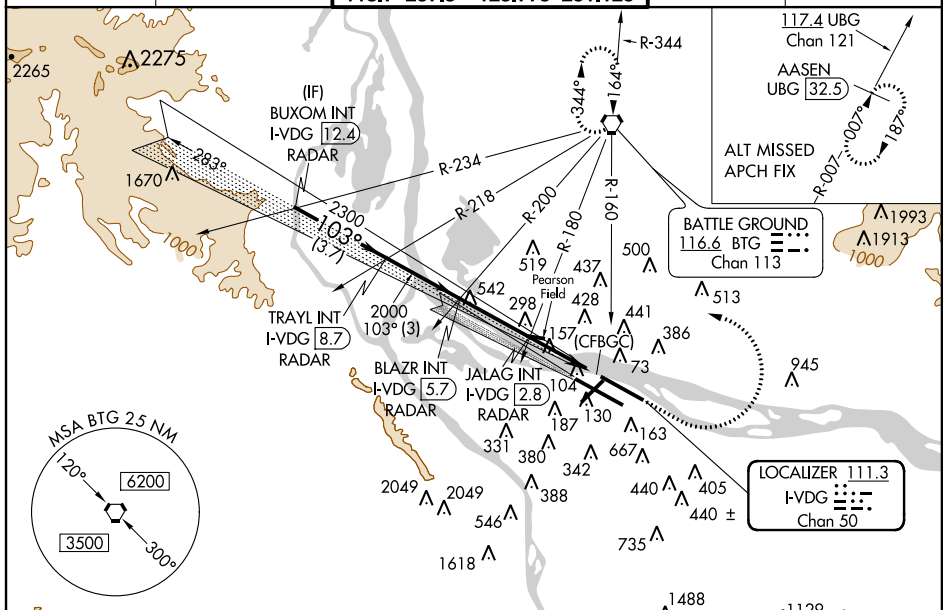 R-344
117.4 UBG
Chan 121
AASEN
UBG 32.5
007°
187°
R-007
ALT MISSED
APCH FIX
2265
2275
(IF)
BUXOM INT
I-VDG 12.4
RADAR
344°
164°
283°
1670
R-234
R-218
R-200
R-180
R-160
2300
103°
(3.7)
1000
BATTLE GROUND
116.6 BTG
Chan 113
1993
1913
1000
519
437
500
Pearson
Field
542
298
428
513
441
2000
103° (3)
TRAYL INT
I-VDG 8.7
RADAR
157
(CFBGC)
386
73
945
BLAZR INT
I-VDG 5.7
RADAR
JALAG INT
I-VDG 2.8
RADAR
104
130
187
163
331
380
342
667
MSA BTG 25 NM
120°
6200
3500
300°
2049
2049
388
546
440
405
440 ±
735
1618
LOCALIZER 111.3
I-VDG
Chan 50
1488